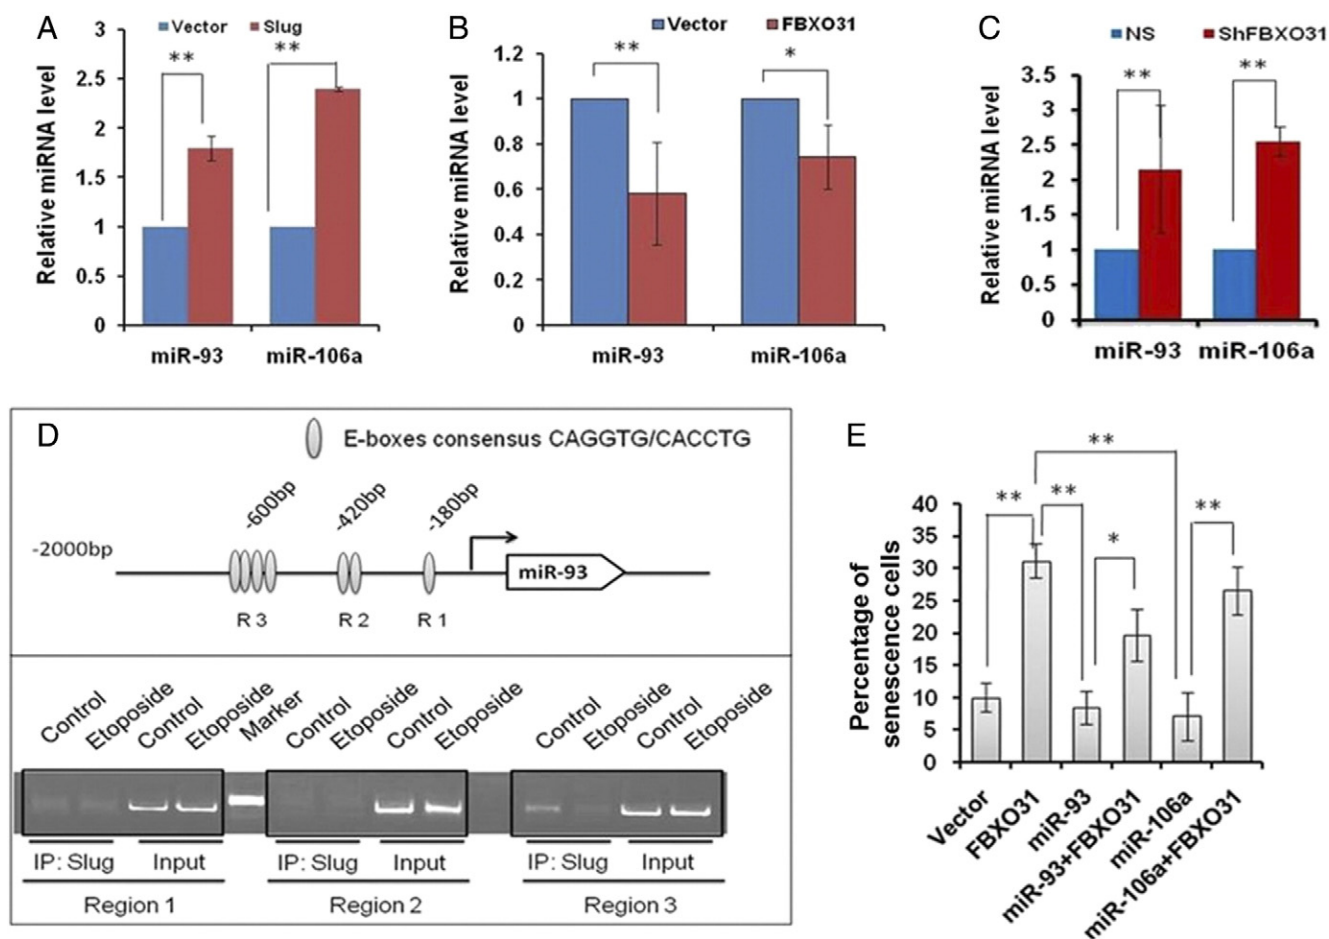 A
Vector Slug
Relative miRNA level
3
2.5
2
1.5
1
0.5
0
**
**
miR-93 miR-106a
B
Vector FBXO31
Relative miRNA level
1.2
1
0.8
0.6
0.4
0.2
0
**
*
miR-93 miR-106a
C
NS ShFBXO31
Relative miRNA level
3.5
3
2.5
2
1.5
1
0.5
0
**
**
miR-93 miR-106a
D
E-boxes consensus CAGGTG/CACCTG
-600bp -420bp -180bp
-2000bp
miR-93
R 3 R 2 R 1
Control Etoposide Control Etoposide Marker Control Etoposide Control Etoposide Control Etoposide Control Etoposide
IP: Slug Input IP: Slug Input IP: Slug Input
Region 1 Region 2 Region 3
E
Percentage of
senescence cells
40
35
30
25
20
15
10
5
0
**
** ** **
*
Vector FBXO31 miR-93 miR-93+FBXO31 miR-106a miR-106a+FBXO31